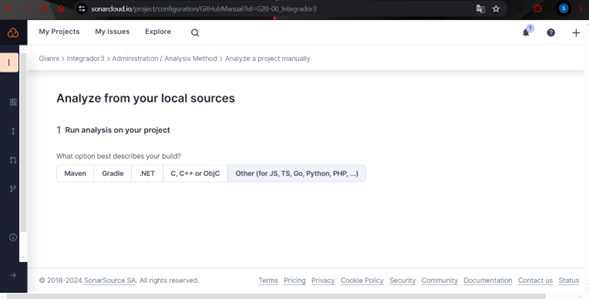 sonarcloud.io/project/configuration/GitHubManual?id=G20-00_Integrador3
S
My Projects My Issues Explore
1
I
Gianni > Integrador3 > Administration / Analysis Method > Analyze a project manually
Analyze from your local sources
1 Run analysis on your project
What option best describes your build?
Maven Gradle .NET C, C++ or ObjC Other (for JS, TS, Go, Python, PHP, ...)
© 2018-2024 SonarSource SA. All rights reserved. Terms Pricing Privacy Cookie Policy Security Community Documentation Contact us Status